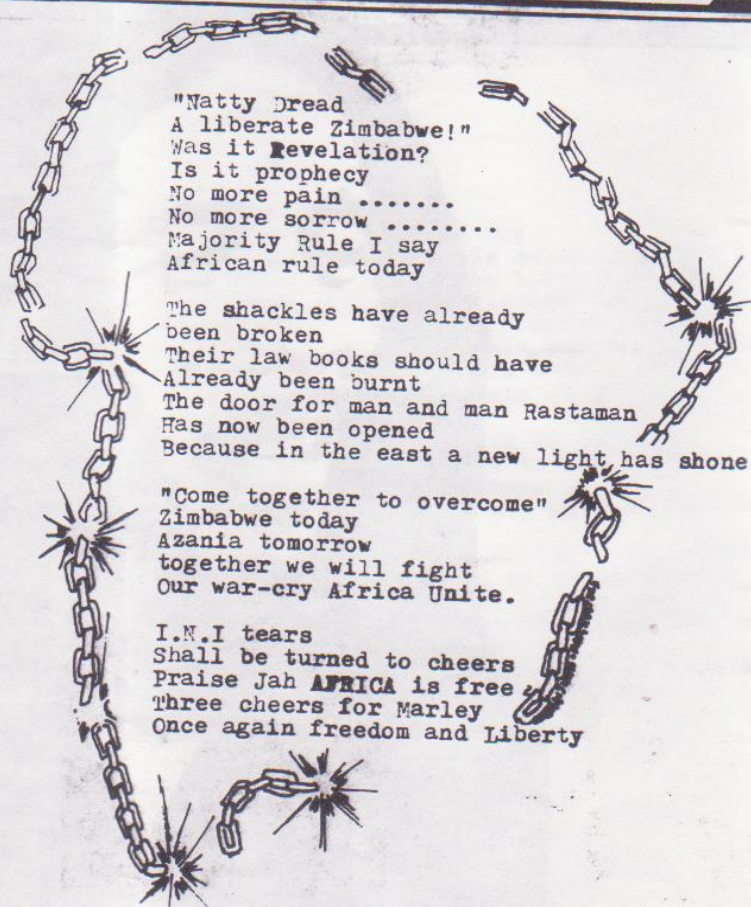 "Natty Dread
A liberate Zimbabwe!"
Was it Revelation?
Is it prophecy
No more pain .......
No more sorrow .........
Majority Rule I say
African rule today
The shackles have already
been broken
Their law books should have
Already been burnt
The door for man and man Rastaman
Has now been opened
Because in the east a new light has shone
"Come together to overcome"
Zimbabwe today
Azania tomorrow
together we will fight
Our war-cry Africa Unite.
I.N.I tears
Shall be turned to cheers
Praise Jah AFRICA is free
Three cheers for Marley
Once again freedom and Liberty